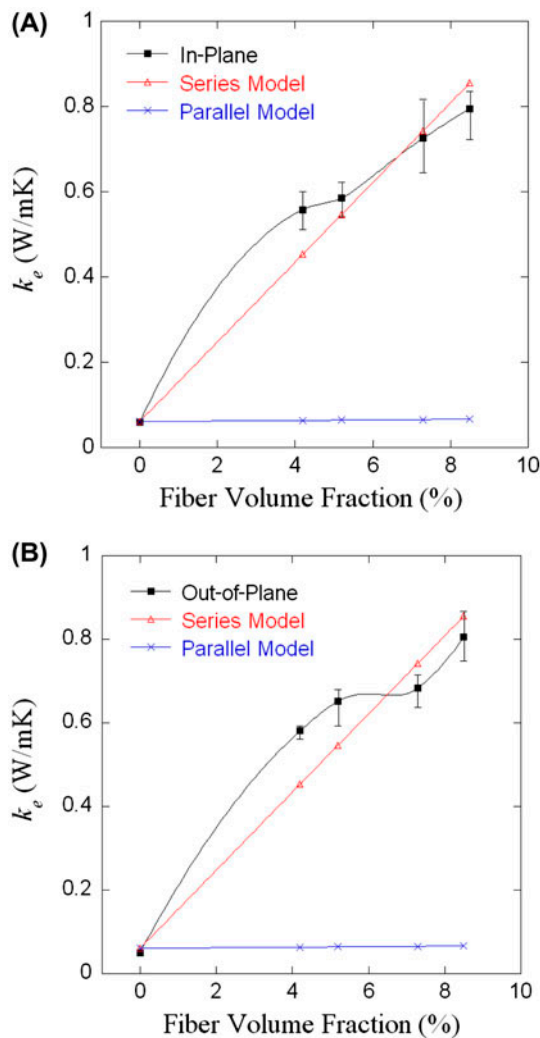 (A)
1
0.8
0.6
0.4
0.2
0
k_e (W/mK)
In-Plane
Series Model
Parallel Model
0 2 4 6 8 10
Fiber Volume Fraction (%)
(B)
1
0.8
0.6
0.4
0.2
0
k_e (W/mK)
Out-of-Plane
Series Model
Parallel Model
0 2 4 6 8 10
Fiber Volume Fraction (%)